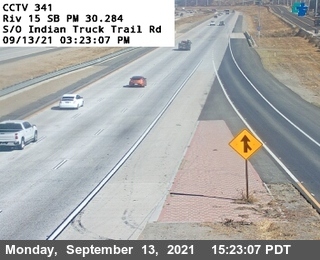 CCTV 341
Riv 15 SB PM 30.284
S/O Indian Truck Trail Rd
09/13/21 03:23:07 PM
Monday, September 13, 2021 15:23:07 PDT